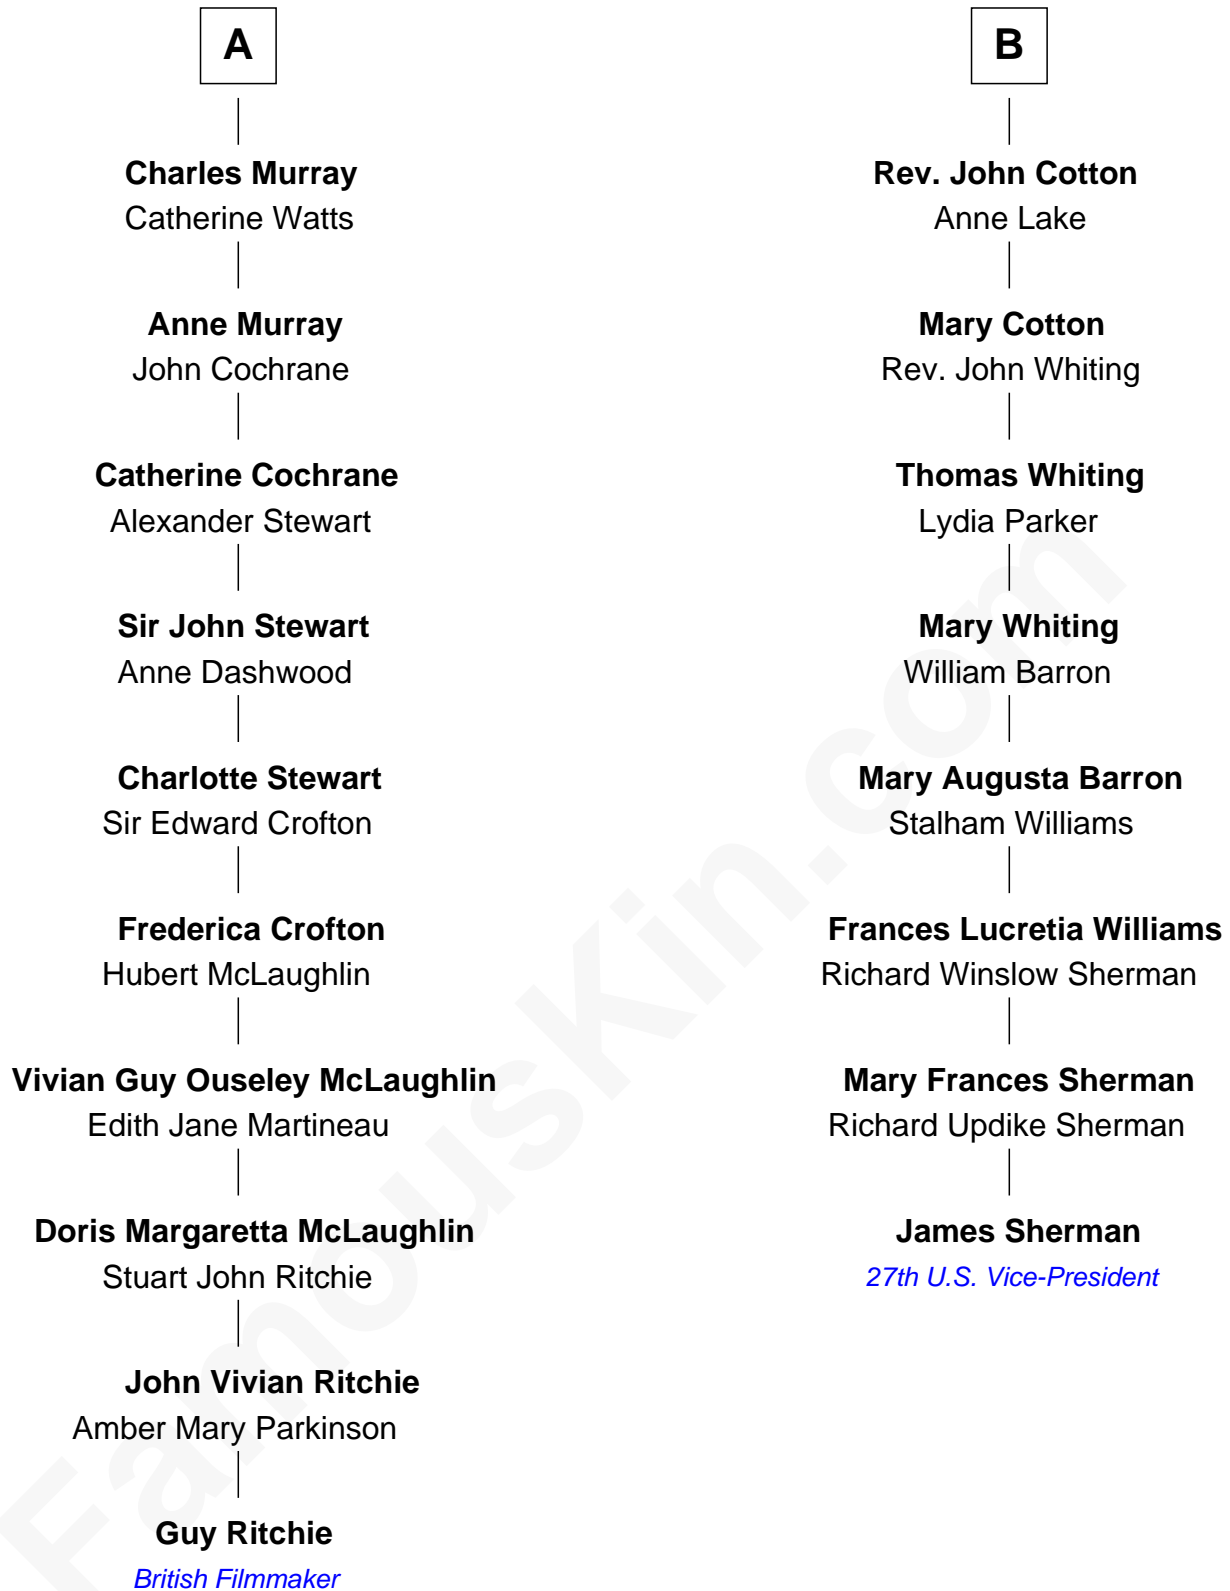 A
Charles Murray
Catherine Watts
Anne Murray
John Cochrane
Catherine Cochrane
Alexander Stewart
Sir John Stewart
Anne Dashwood
Charlotte Stewart
Sir Edward Crofton
Frederica Crofton
Hubert McLaughlin
Vivian Guy Ouseley McLaughlin
Edith Jane Martineau
Doris Margaretta McLaughlin
Stuart John Ritchie
John Vivian Ritchie
Amber Mary Parkinson
Guy Ritchie
British Filmmaker
B
Rev. John Cotton
Anne Lake
Mary Cotton
Rev. John Whiting
Thomas Whiting
Lydia Parker
Mary Whiting
William Barron
Mary Augusta Barron
Stalham Williams
Frances Lucretia Williams
Richard Winslow Sherman
Mary Frances Sherman
Richard Updike Sherman
James Sherman
27th U.S. Vice-President
FamousKin.com